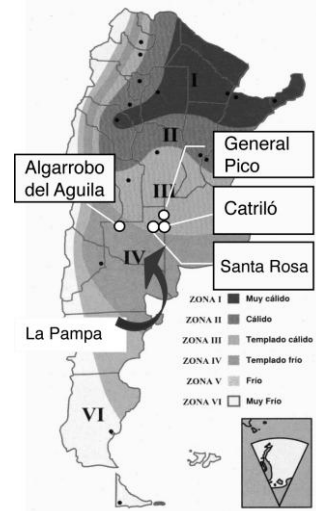 I
II
General
Pico
Algarrobo
del Aguila
III
Catriló
Santa Rosa
IV
La Pampa
ZONA I Muy cálido
ZONA II Cálido
ZONA III Templado cálido
ZONA IV Templado frío
ZONA V Frío
ZONA VI Muy Frío
VI